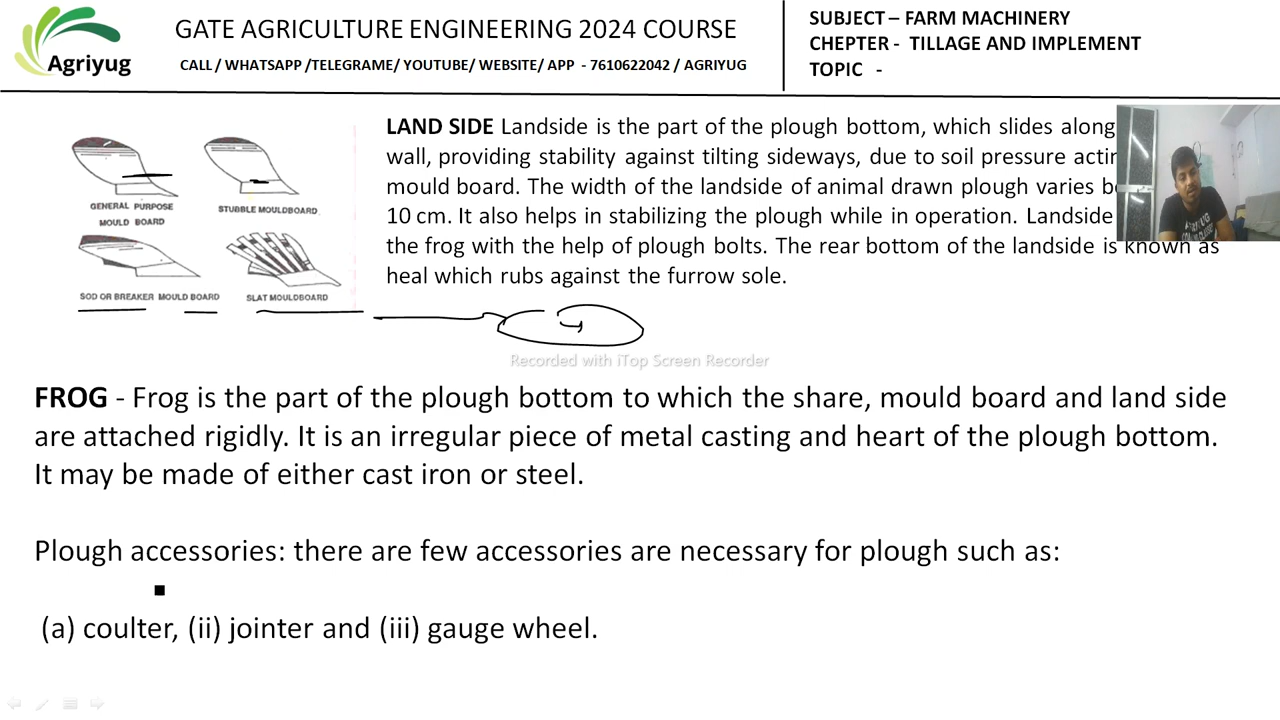 Agriyug
GATE AGRICULTURE ENGINEERING 2024 COURSE
CALL / WHATSAPP /TELEGRAME/ YOUTUBE/ WEBSITE/ APP - 7610622042 / AGRIYUG
SUBJECT – FARM MACHINERY
CHEPTER - TILLAGE AND IMPLEMENT
TOPIC -
GENERAL PURPOSE
MOULD BOARD
STUBBLE MOULDBOARD
SOD OR BREAKER MOULD BOARD
SLAT MOULDBOARD
LAND SIDE Landside is the part of the plough bottom, which slides along
wall, providing stability against tilting sideways, due to soil pressure
mould board. The width of the landside of animal drawn plough varies
10 cm. It also helps in stabilizing the plough while in operation. Landside
the frog with the help of plough bolts. The rear bottom of the landside is known as
heal which rubs against the furrow sole.
4
Recorded with iTop Screen Recorder
FROG - Frog is the part of the plough bottom to which the share, mould board and land side
are attached rigidly. It is an irregular piece of metal casting and heart of the plough bottom.
It may be made of either cast iron or steel.
Plough accessories: there are few accessories are necessary for plough such as:
(a) coulter, (ii) jointer and (iii) gauge wheel.